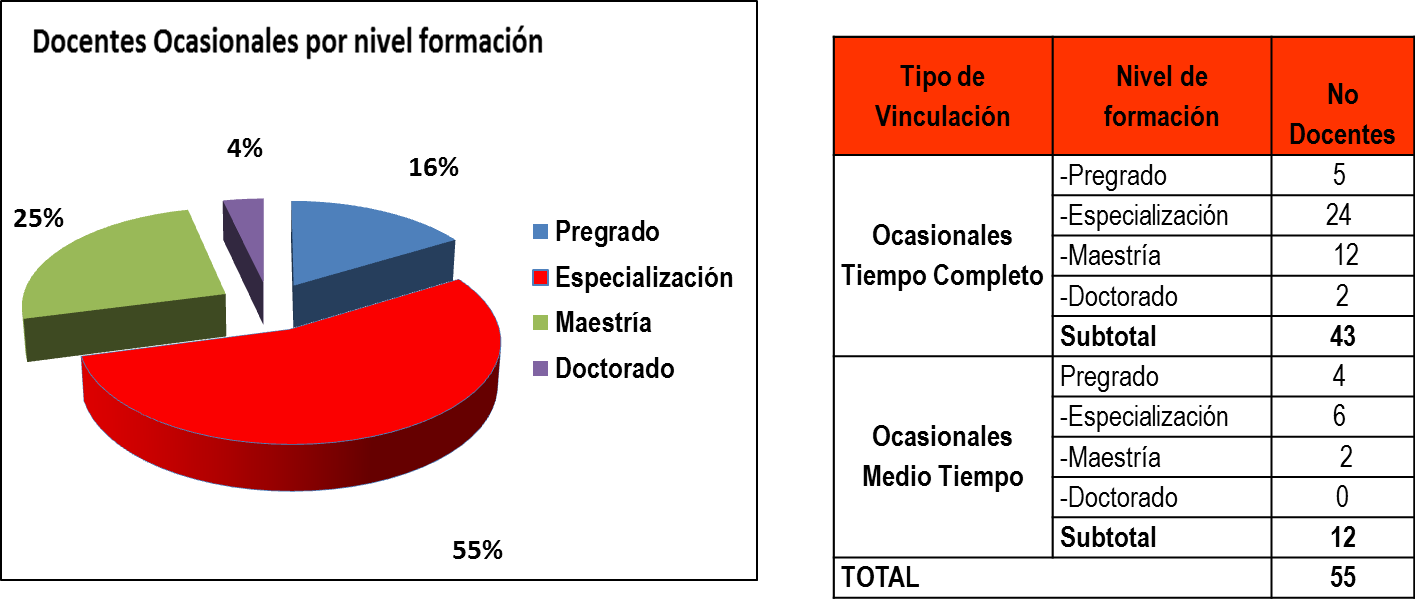 Docentes Ocasionales por nivel formación
4%
16%
25%
55%
Pregrado
Especialización
Maestría
Doctorado
Tipo de
Vinculación
Nivel de
formación
No
Docentes
Ocasionales
Tiempo Completo
-Pregrado 5
-Especialización 24
-Maestría 12
-Doctorado 2
Subtotal 43
Ocasionales
Medio Tiempo
Pregrado 4
-Especialización 6
-Maestría 2
-Doctorado 0
Subtotal 12
TOTAL 55